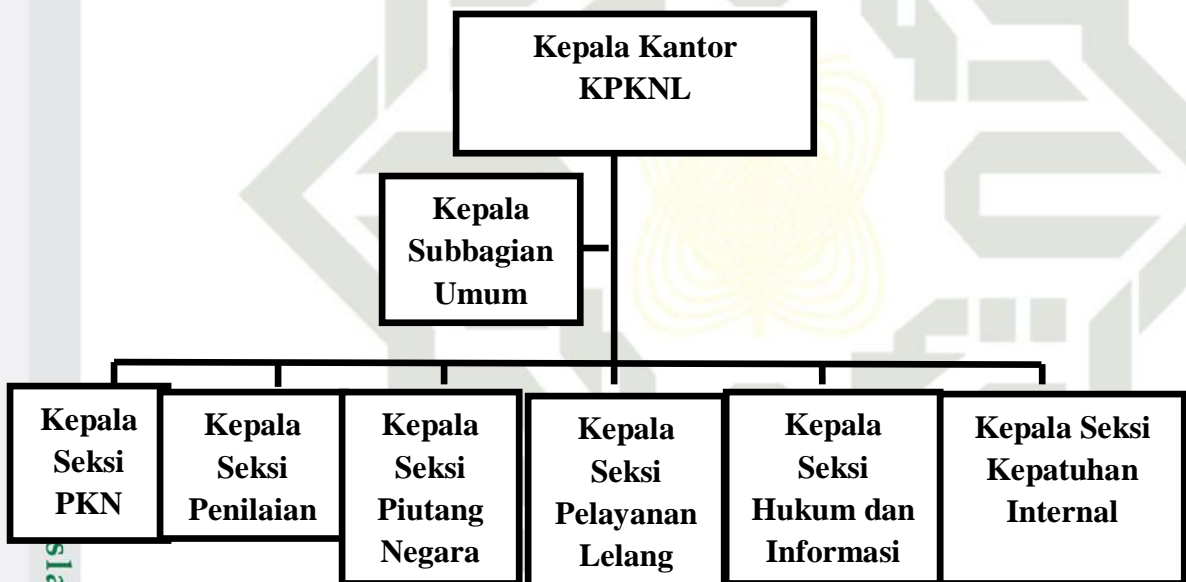 Kepala Kantor
KPKNL
Kepala
Subbagian
Umum
Kepala
Seksi
PKN
Kepala
Seksi
Penilaian
Kepala
Seksi
Piutang
Negara
Kepala
Seksi
Pelayanan
Lelang
Kepala
Seksi
Hukum dan
Informasi
Kepala Seksi
Kepatuhan
Internal